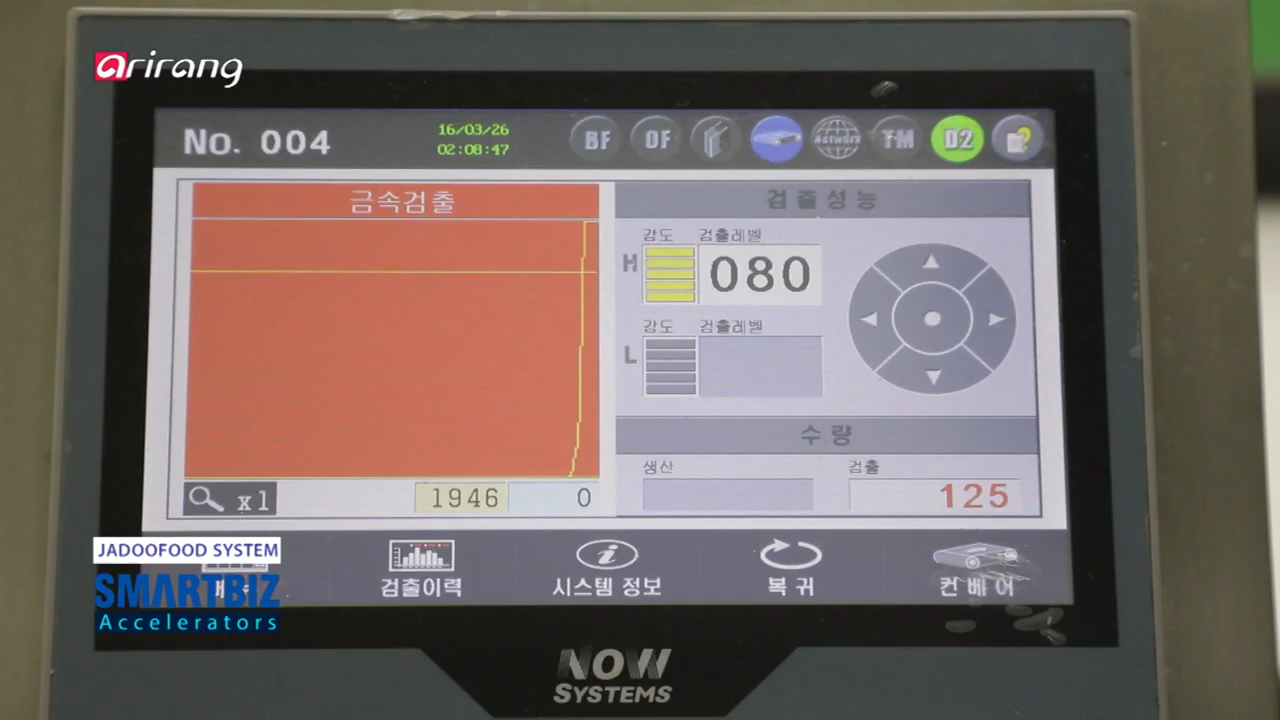 arirang
No. 004
16/03/26
02:08:47
BF
OF
NETWORK
TM
D2
?
금속검출
검출성능
감도 검출레벨
H
080
감도 검출레벨
L
수량
생산
검출
125
x1
1946
0
JADOOFOOD SYSTEM
SMARTBIZ
Accelerators
검출이력
시스템 정보
복귀
컨베어
NOW
SYSTEMS